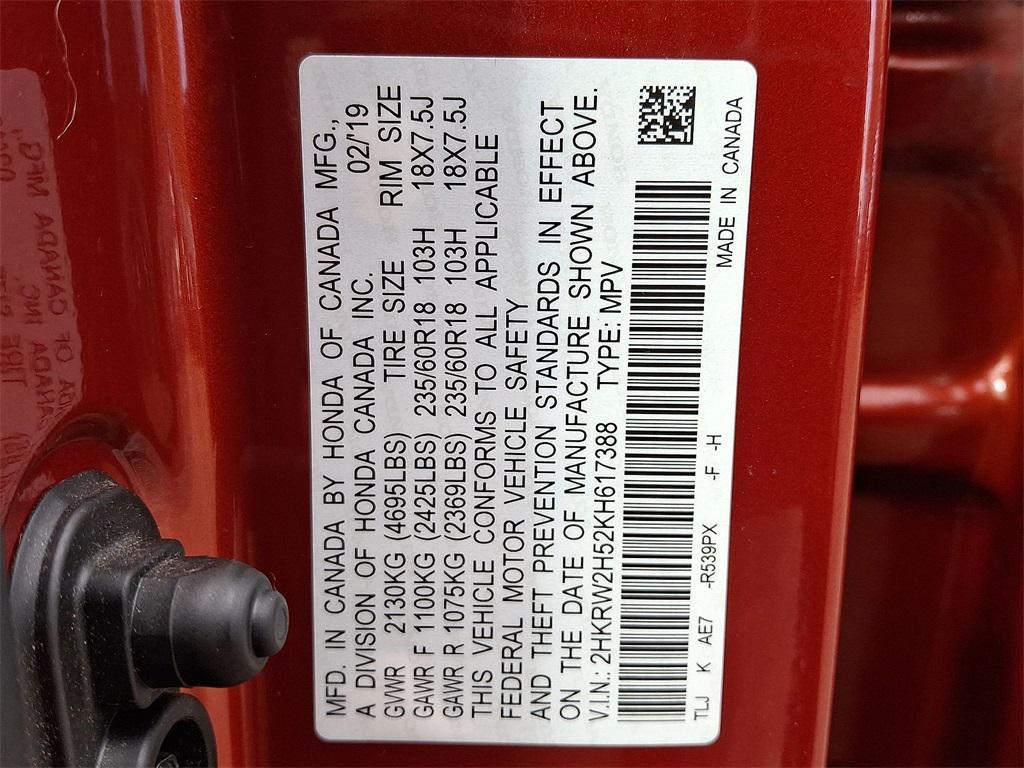 MFD. IN CANADA BY HONDA OF CANADA MFG.,
A DIVISION OF HONDA CANADA INC. 02/'19
GVWR 2130KG (4695LBS) TIRE SIZE RIM SIZE
GAWR F 1100KG (2425LBS) 235/60R18 103H 18X7.5J
GAWR R 1075KG (2369LBS) 235/60R18 103H 18X7.5J
THIS VEHICLE CONFORMS TO ALL APPLICABLE
FEDERAL MOTOR VEHICLE SAFETY
AND THEFT PREVENTION STANDARDS IN EFFECT
ON THE DATE OF MANUFACTURE SHOWN ABOVE.
V.I.N.: 2HKRW2H52KH617388 TYPE: MPV
TLJ K AE7 -R539PX -F -H MADE IN CANADA